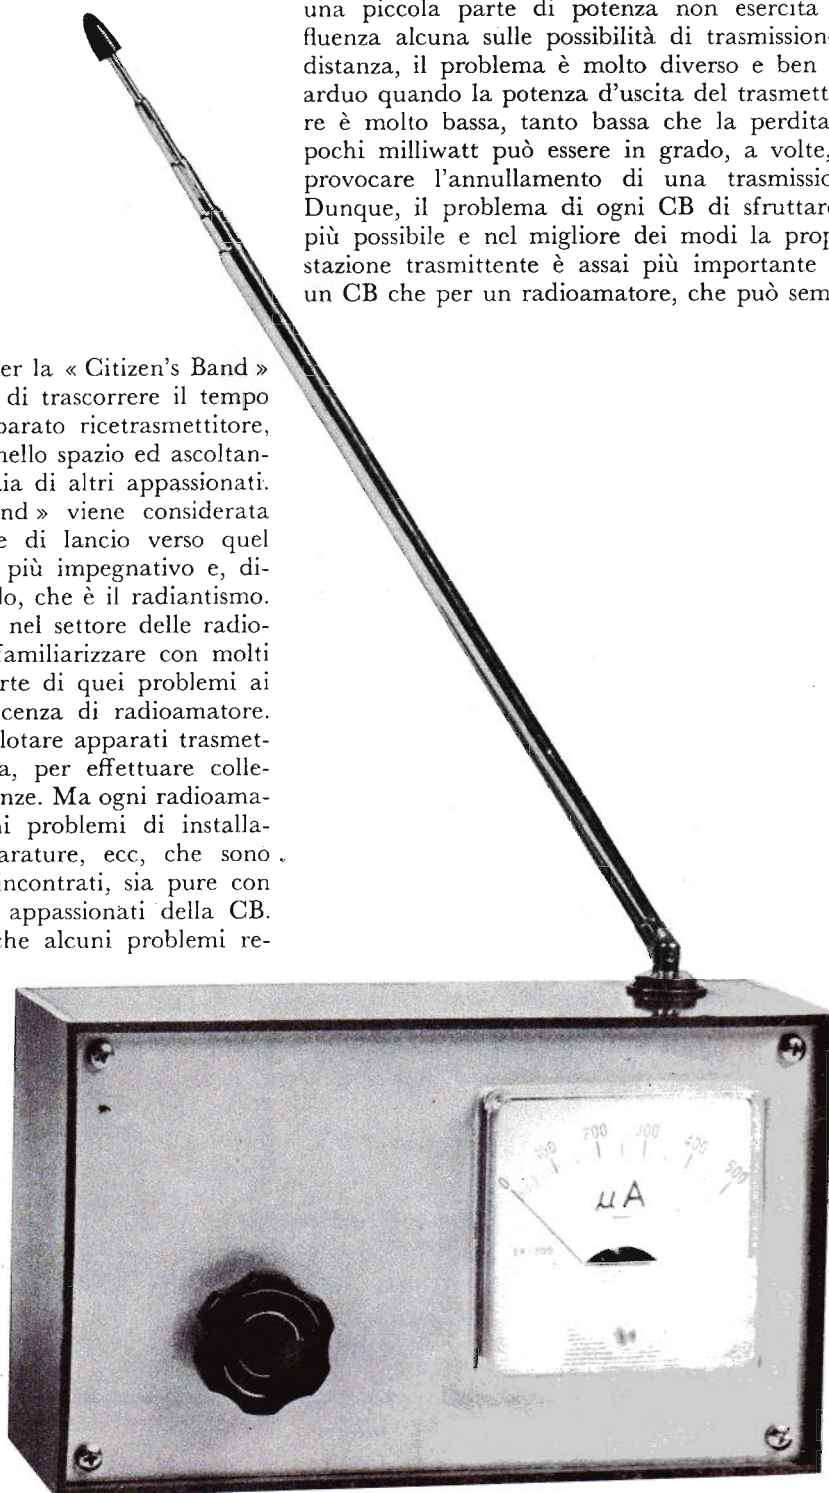 er la « Citizen's Band »
di trascorrere il tempo
parato ricetrasmettitore,
nello spazio ed ascoltan-
aia di altri appassionati.
nd » viene considerata
e di lancio verso quel
più impegnativo e, di-
lo, che è il radiantismo.
nel settore delle radio-
familiarizzare con molti
rte di quei problemi ai
cenza di radioamatore.
lotare apparati trasmet-
a, per effettuare colle-
nze. Ma ogni radioama-
ni problemi di installa-
arature, ecc, che sono
incontrati, sia pure con
appassionati della CB.
che alcuni problemi re-
una piccola parte di potenza non esercita
fluenza alcuna sulle possibilità di trasmission
distanza, il problema è molto diverso e ben
arduo quando la potenza d'uscita del trasmett
re è molto bassa, tanto bassa che la perdita
pochi milliwatt può essere in grado, a volte,
provocare l'annullamento di una trasmissio
Dunque, il problema di ogni CB di sfruttar
più possibile e nel migliore dei modi la prop
stazione trasmittente è assai più importante
un CB che per un radioamatore, che può sem
0 300 400 500
μA